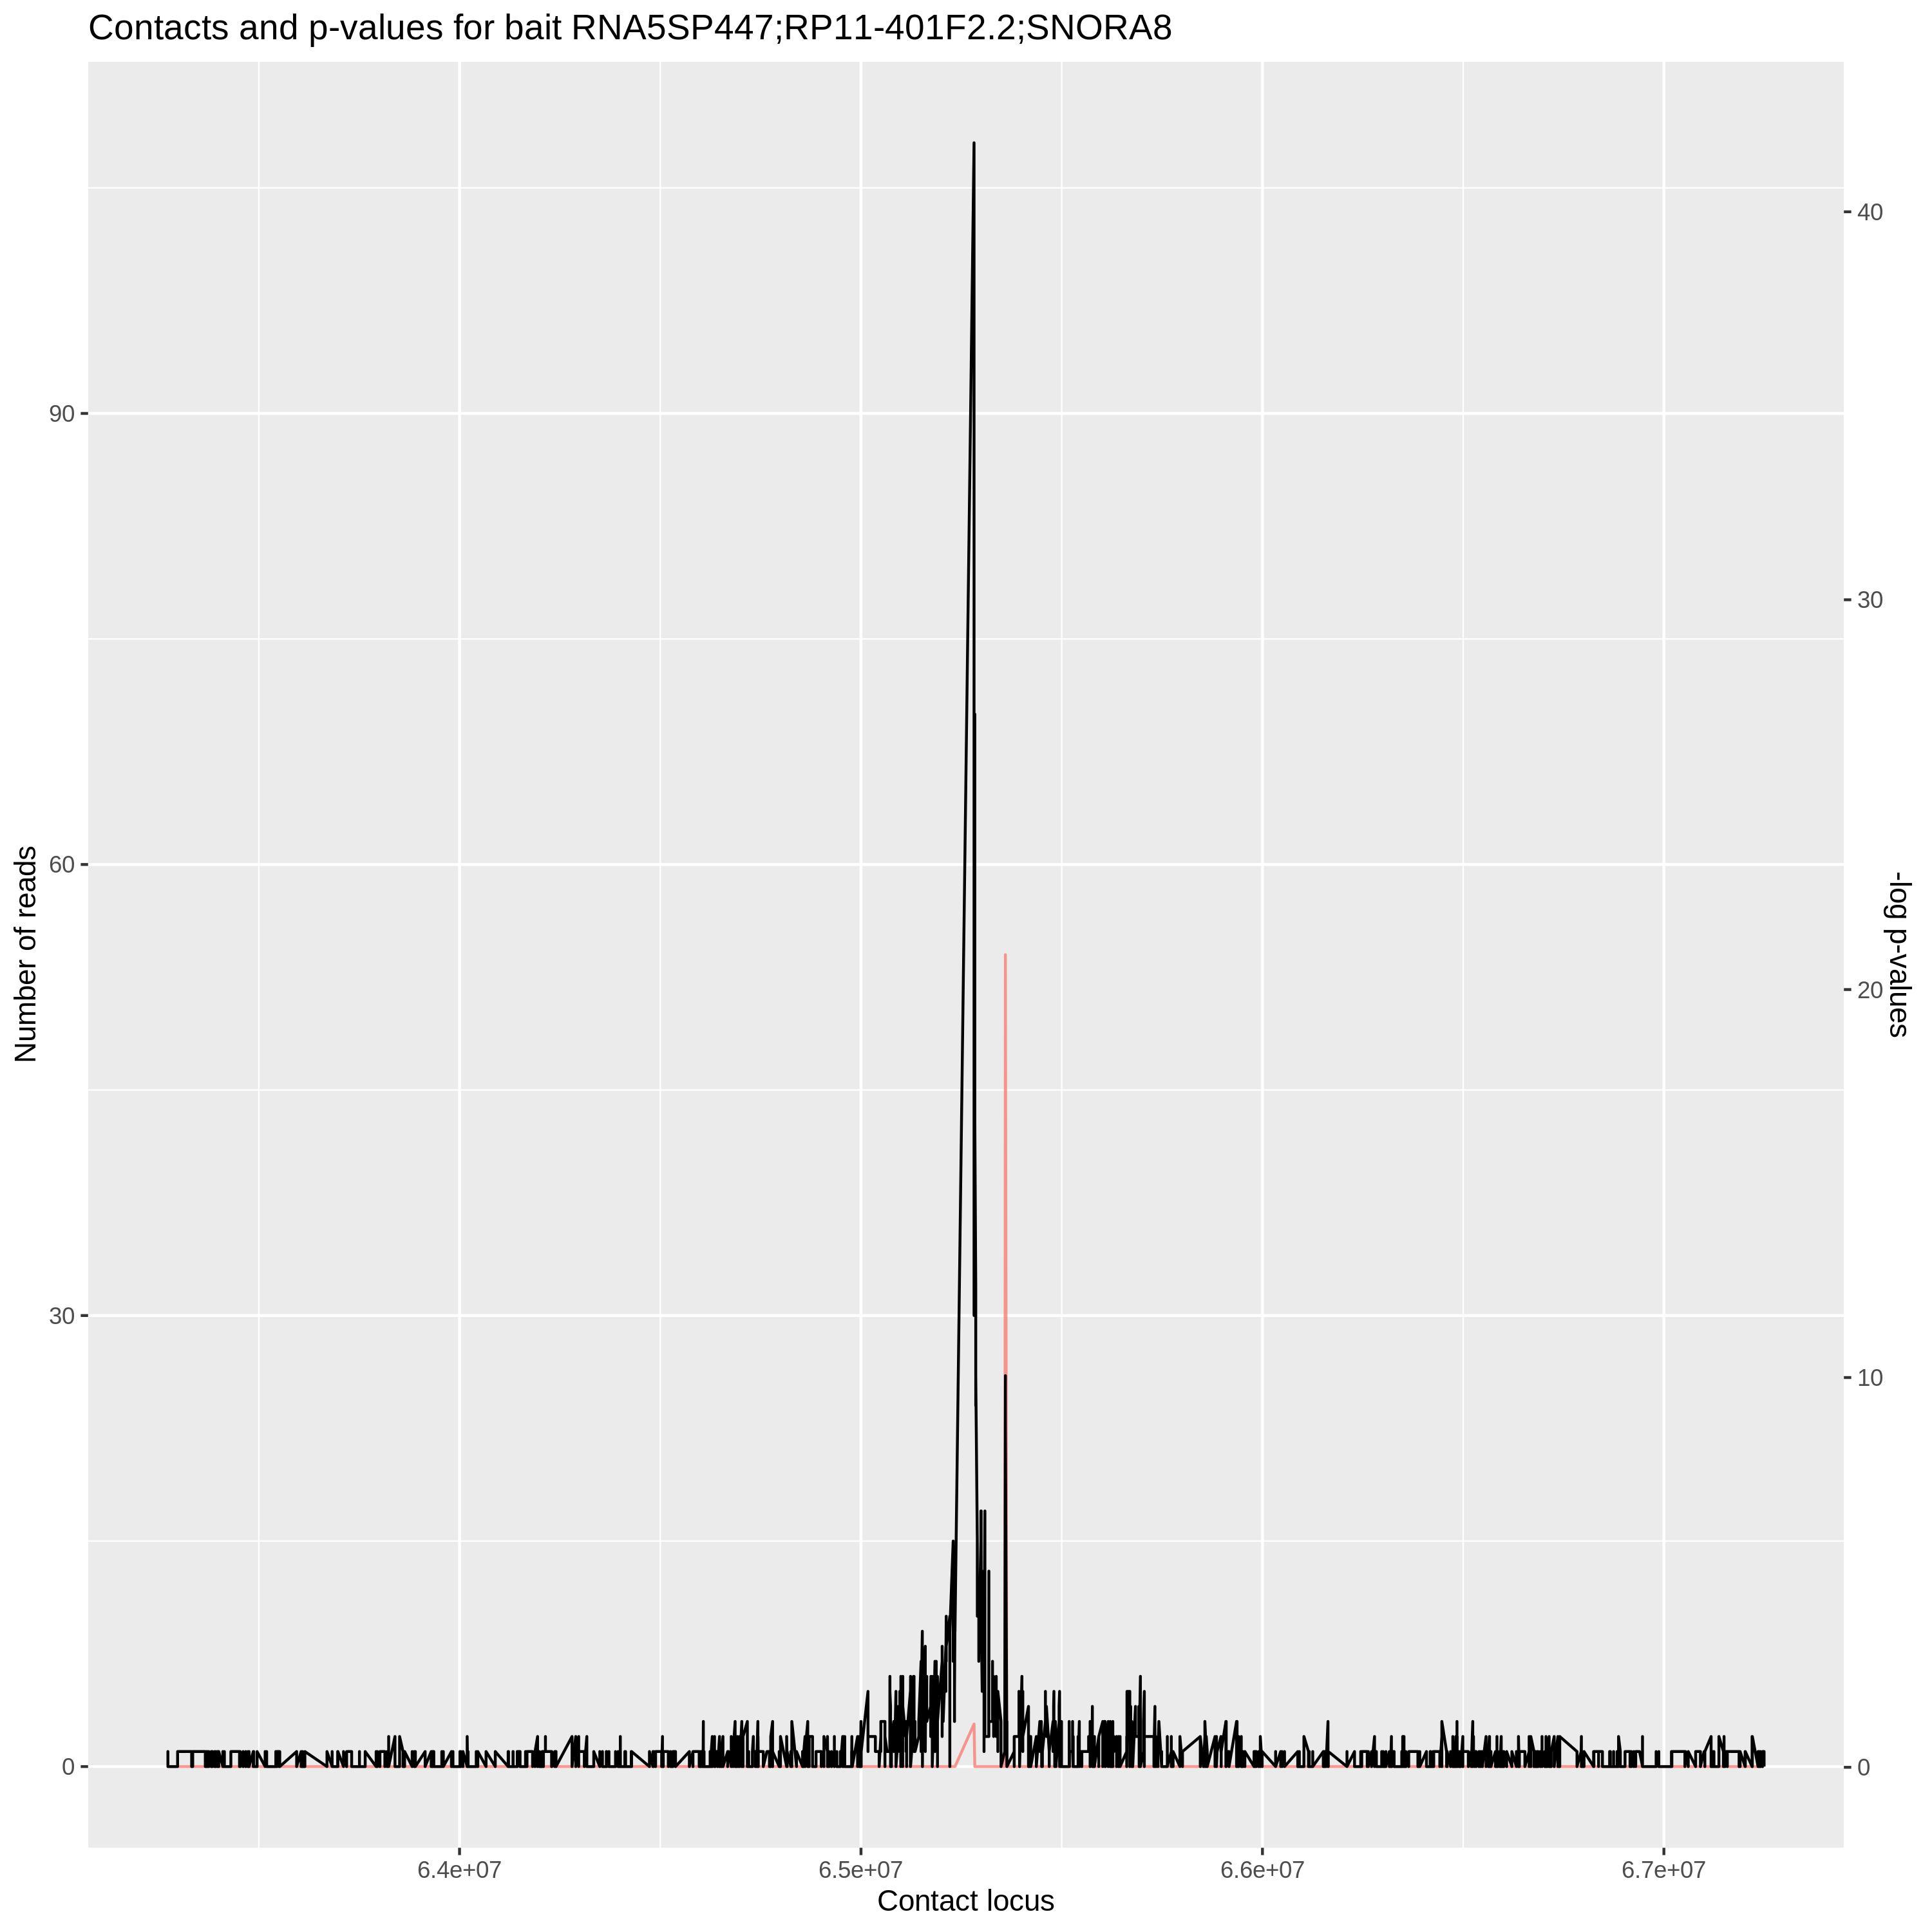 Contacts and p-values for bait RNA5SP447;RP11-401F2.2;SNORA8
90
60
30
0
Number of reads
40
30
20
10
0
-log p-values
6.4e+07 6.5e+07 6.6e+07 6.7e+07
Contact locus